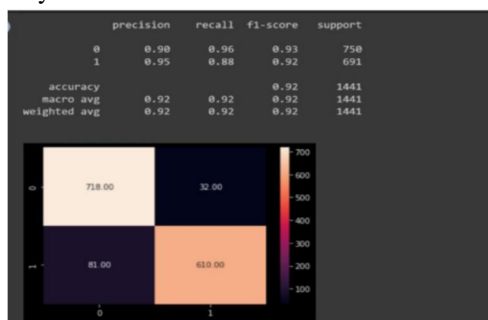 precision recall f1-score support
0 0.90 0.96 0.93 750
1 0.95 0.88 0.92 691
accuracy 0.92 1441
macro avg 0.92 0.92 0.92 1441
weighted avg 0.92 0.92 0.92 1441
700
0 718.00 32.00
600
500
400
300
1 81.00 610.00
200
100
0 1